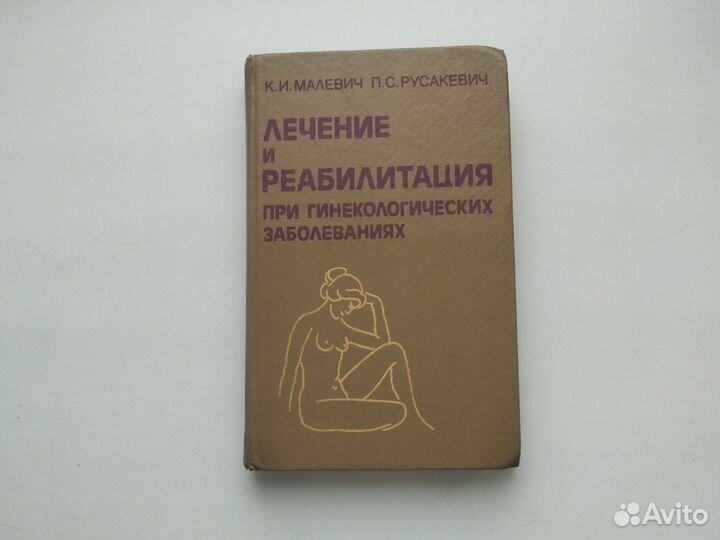 К.И.МАЛЕВИЧ П.С.РУСАКЕВИЧ
ЛЕЧЕНИЕ
И
РЕАБИЛИТАЦИЯ
ПРИ ГИНЕКОЛОГИЧЕСКИХ
ЗАБОЛЕВАНИЯХ
Avito